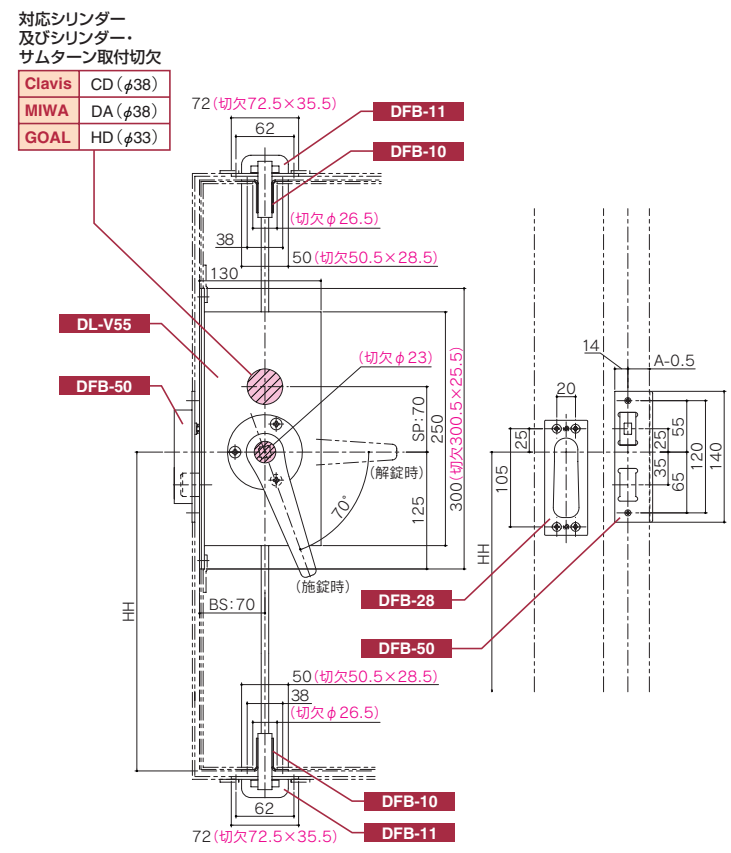 対応シリンダー
及びシリンダー・
サムターン取付切欠
Clavis CD(φ38)
MIWA DA(φ38)
GOAL HD(φ33)
72(切欠72.5×35.5)
62
DFB-11
DFB-10
(切欠φ26.5)
38
50(切欠50.5×28.5)
130
DL-V55
DFB-50
(切欠φ23)
SP:70
250
300(切欠300.5×25.5)
125
(解錠時)
70°
(施錠時)
BS:70
HH
14
A-0.5
20
25
105
HH
25
55
35
65
120
140
DFB-28
DFB-50
50(切欠50.5×28.5)
38
(切欠φ26.5)
DFB-10
62
DFB-11
72(切欠72.5×35.5)